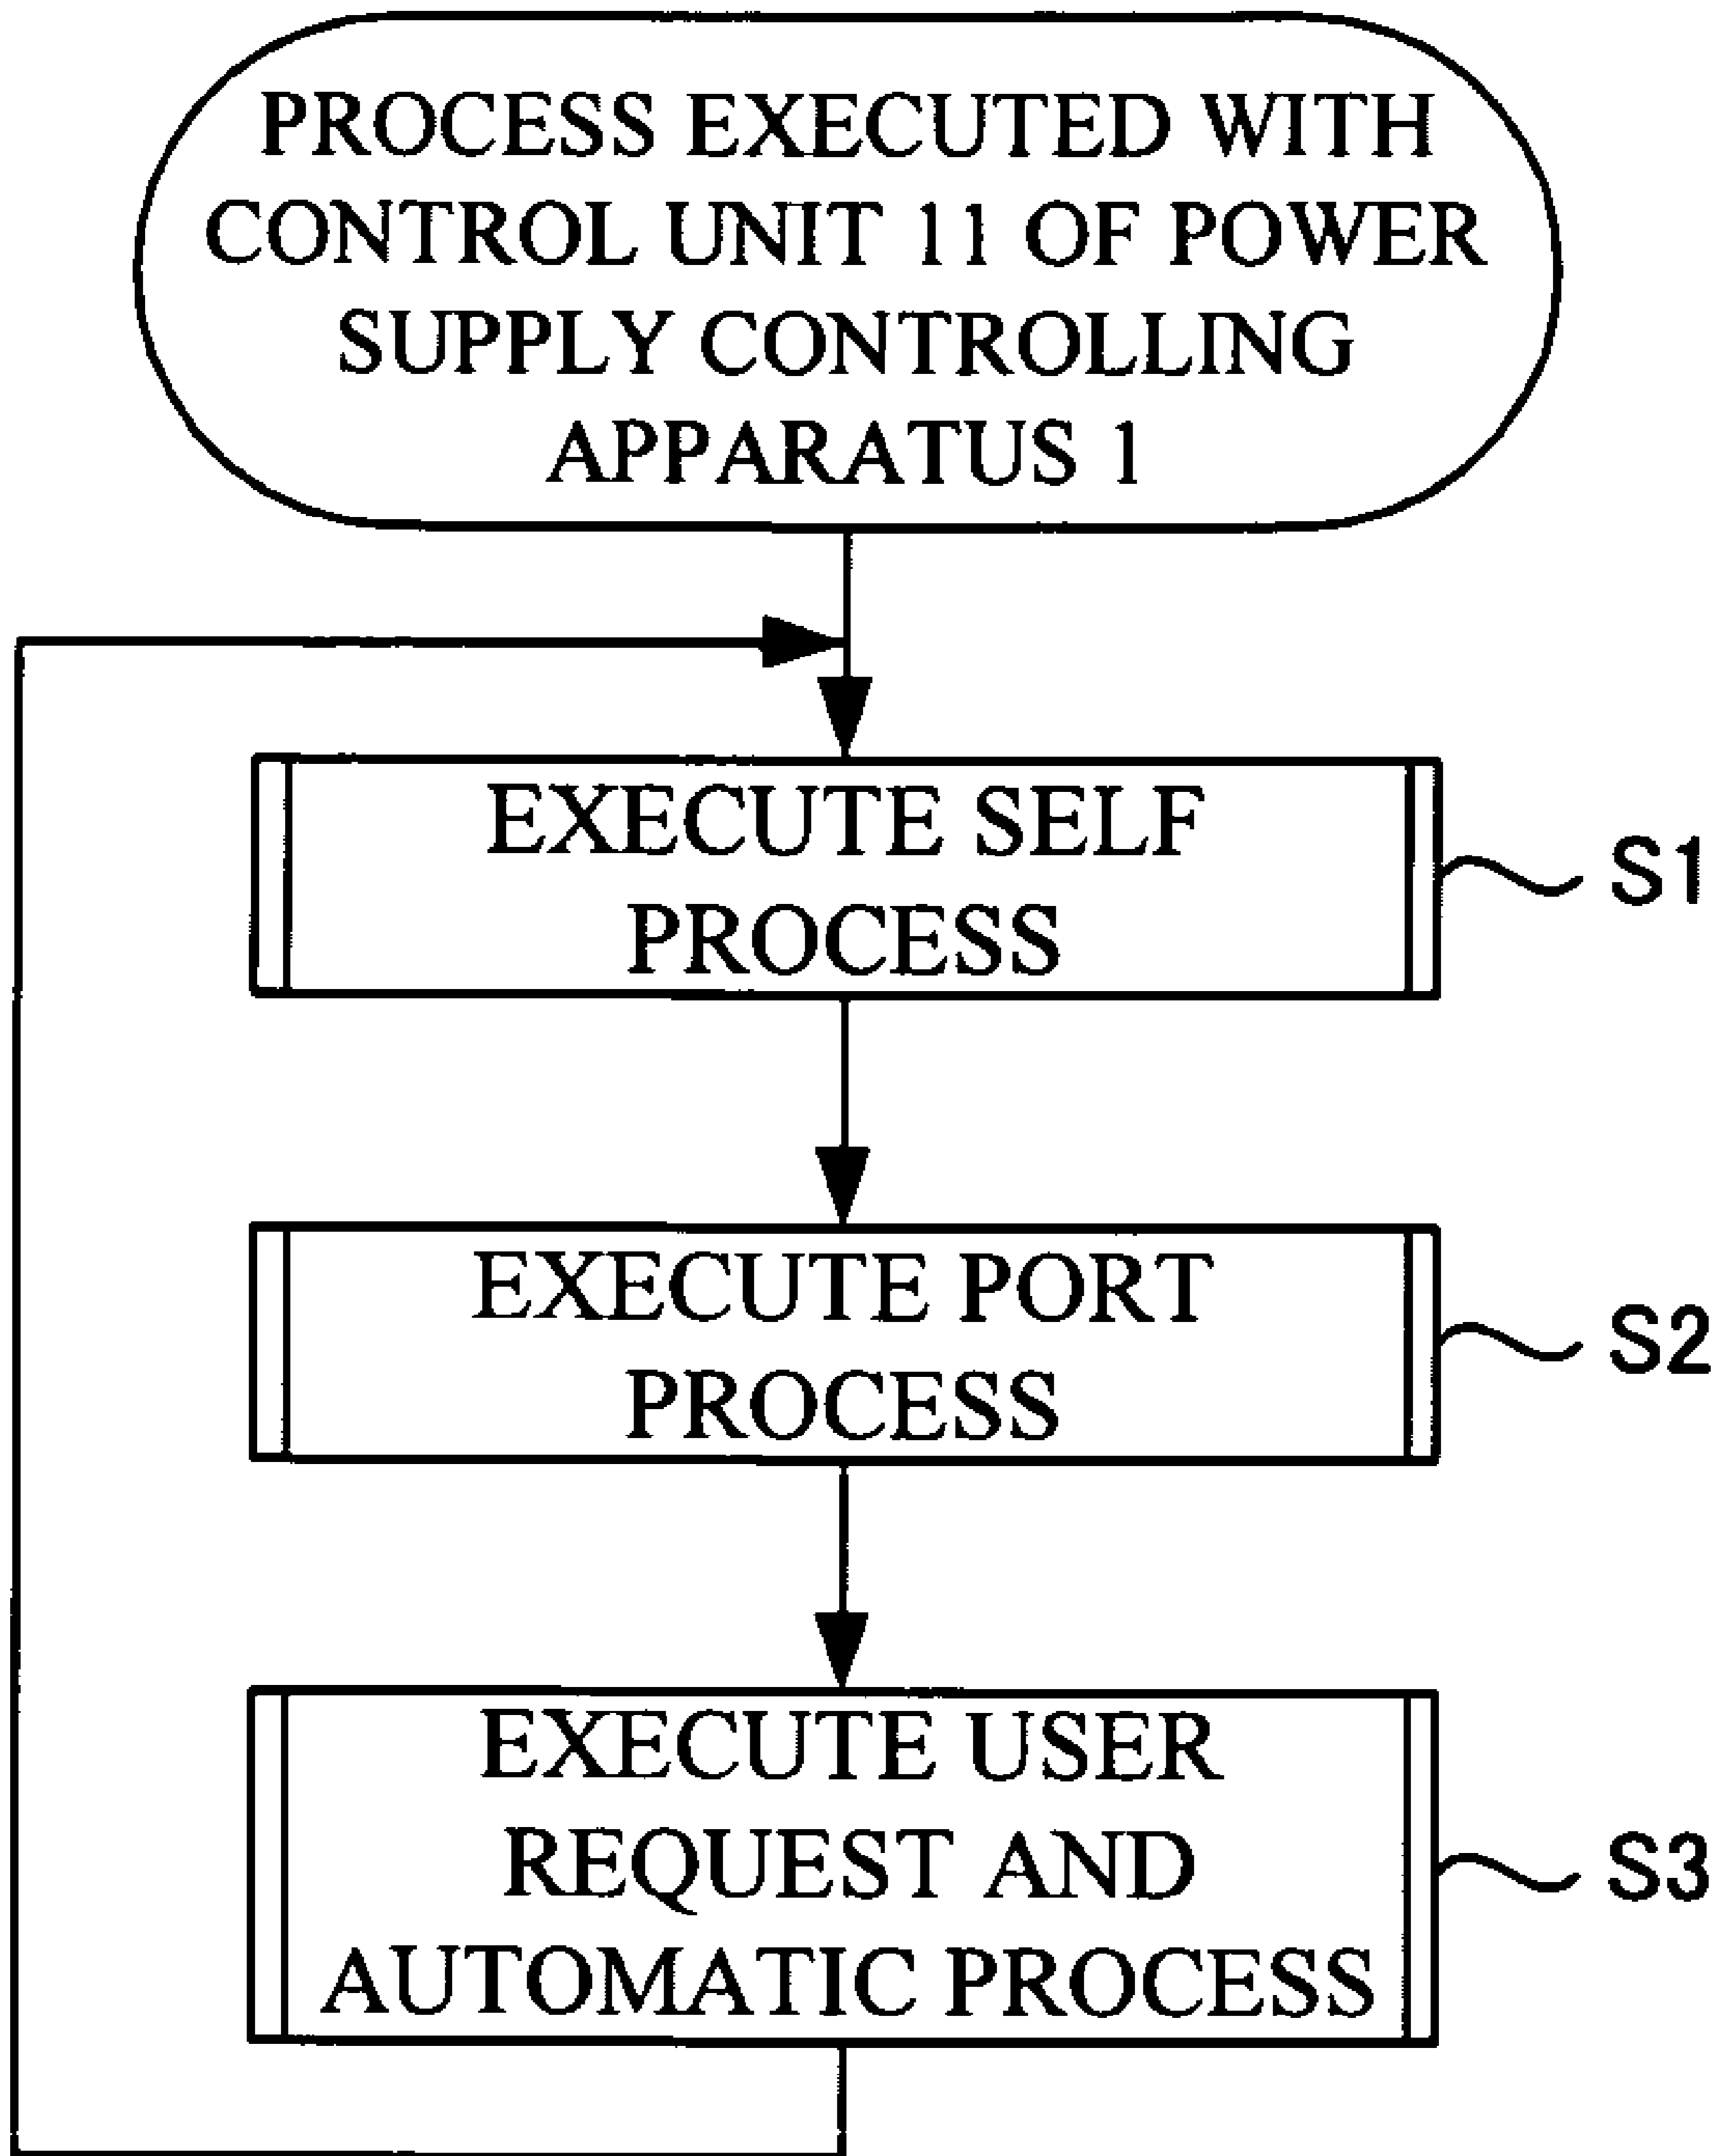 PROCESS EXECUTED WITH
CONTROL UNIT 11 OF POWER
SUPPLY CONTROLLING
APPARATUS 1
EXECUTE SELF
PROCESS
S1
EXECUTE PORT
PROCESS
S2
EXECUTE USER
REQUEST AND
AUTOMATIC PROCESS
S3